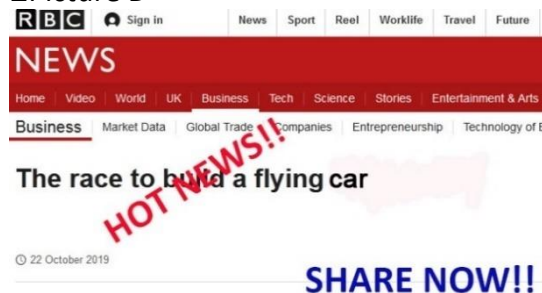 RBC Sign in News Sport Reel Worklife Travel Future
NEWS
Home Video World UK Business Tech Science Stories Entertainment & Arts
Business Market Data Global Trade Companies Entrepreneurship Technology of
HOT NEWS!!
The race to build a flying car
22 October 2019
SHARE NOW!!